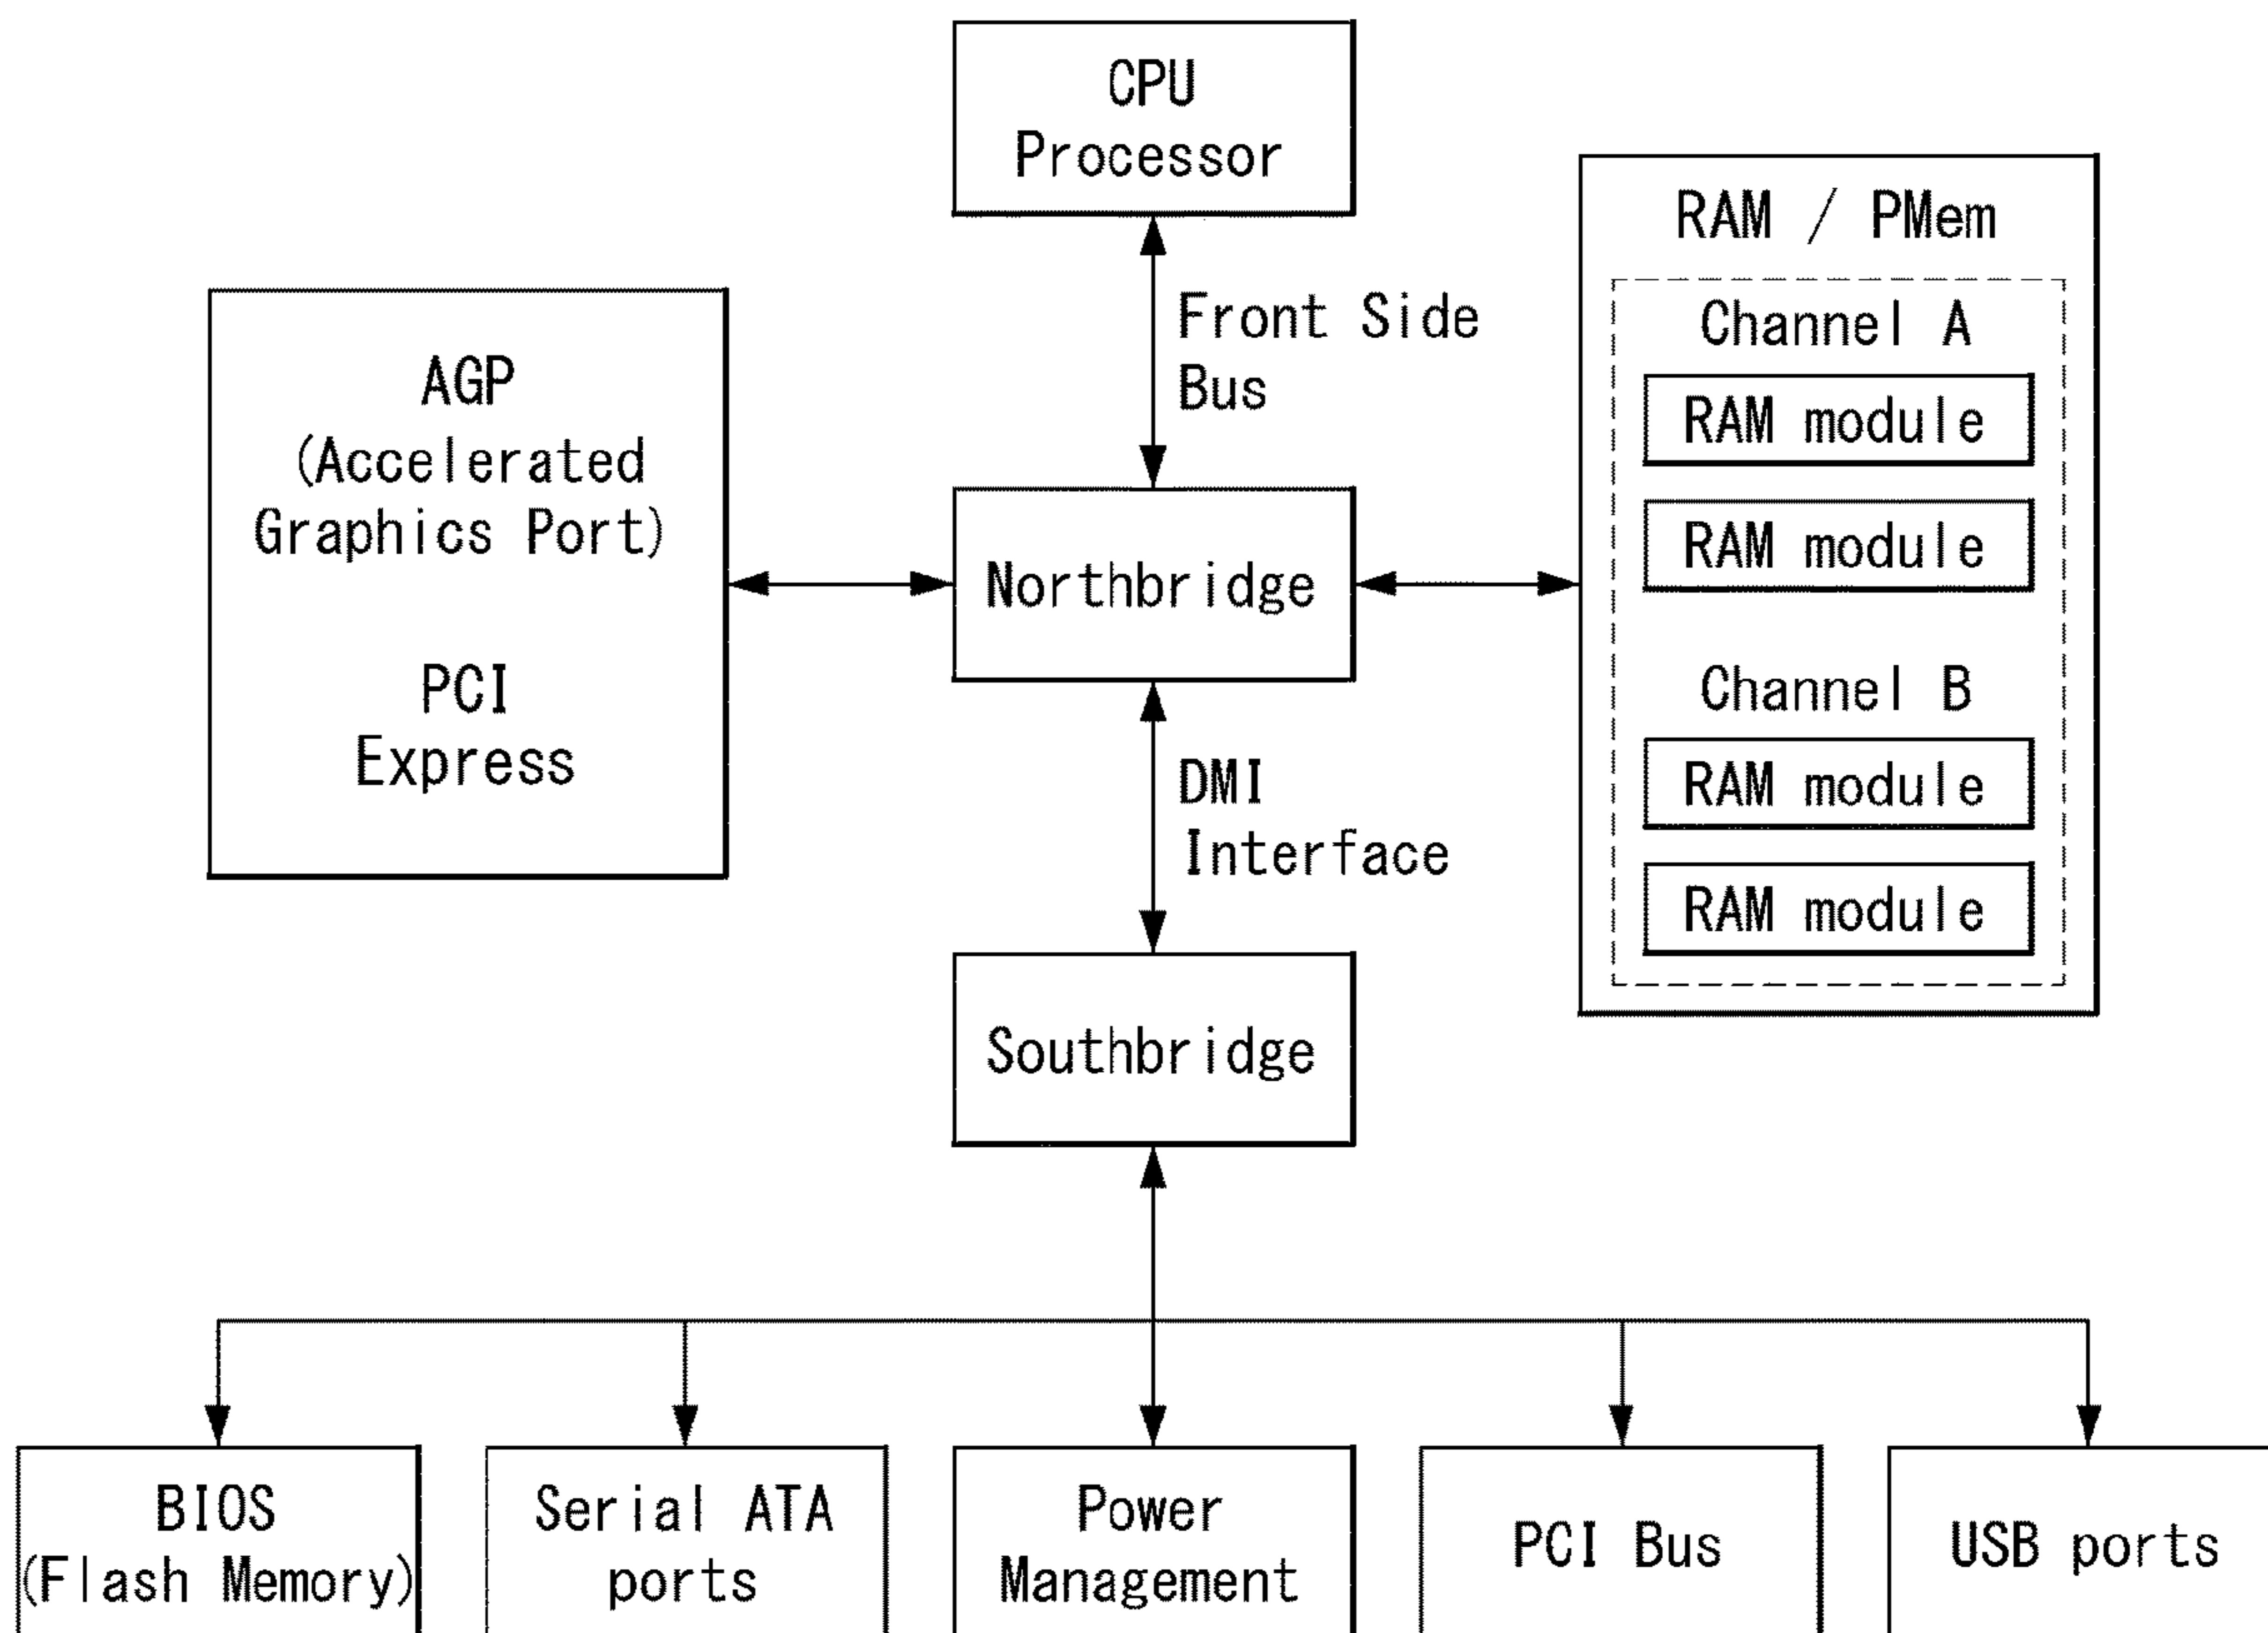 CPU
Processor
Front Side
Bus
AGP
(Accelerated
Graphics Port)
PCI
Express
Northbridge
RAM / PMem
Channel A
RAM module
RAM module
Channel B
RAM module
RAM module
DMI
Interface
Southbridge
BIOS
(Flash Memory)
Serial ATA
ports
Power
Management
PCI Bus
USB ports